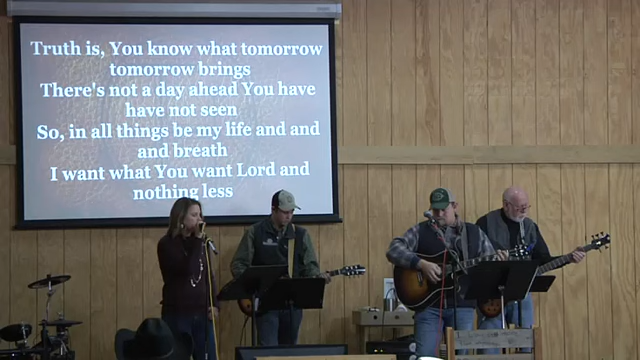 Truth is, You know what tomorrow
tomorrow brings
There's not a day ahead You have
have not seen
So, in all things be my life and and
and breath
I want what You want Lord and
nothing less